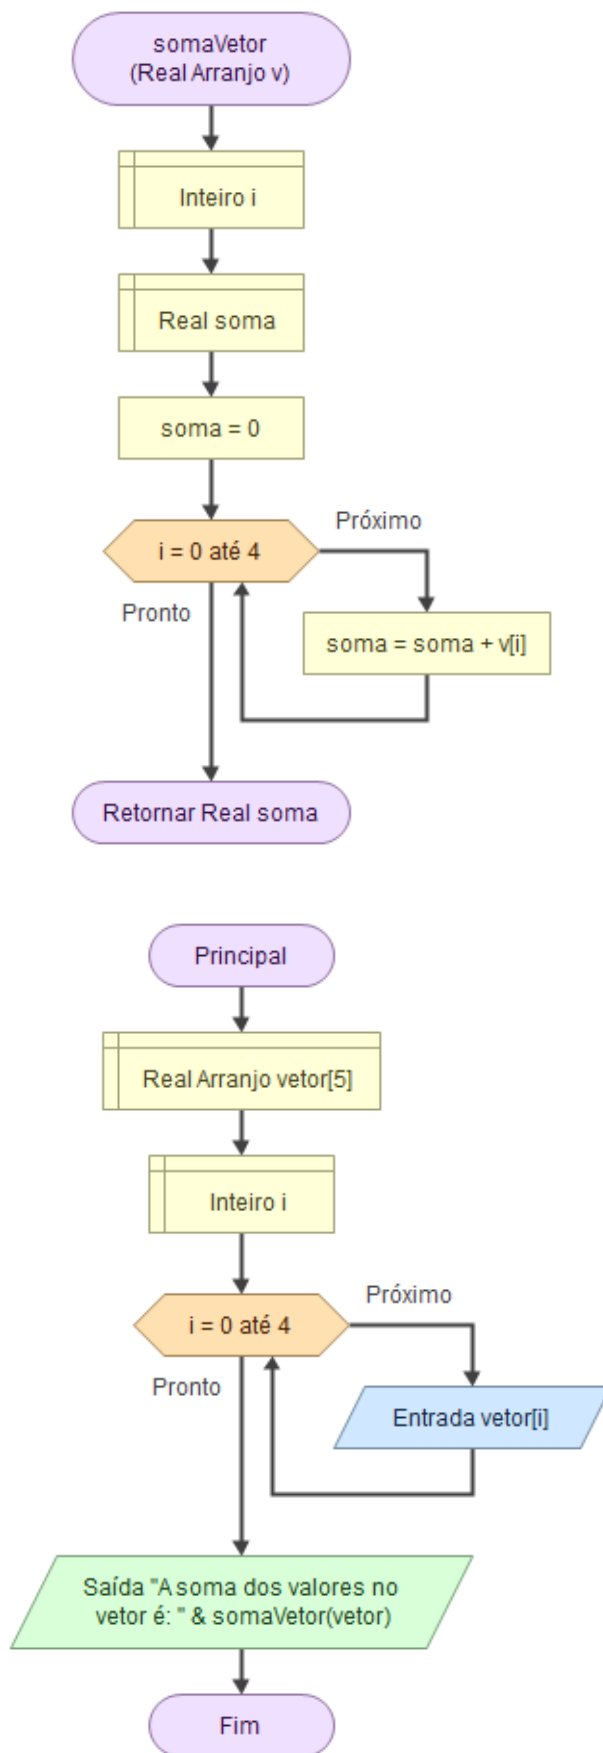 somaVetor
(Real Arranjo v)
Inteiro i
Real soma
soma = 0
i = 0 até 4
Próximo
soma = soma + v[i]
Pronto
Retornar Real soma
Principal
Real Arranjo vetor[5]
Inteiro i
i = 0 até 4
Próximo
Entrada vetor[i]
Pronto
Saída "A soma dos valores no
vetor é: " & somaVetor(vetor)
Fim